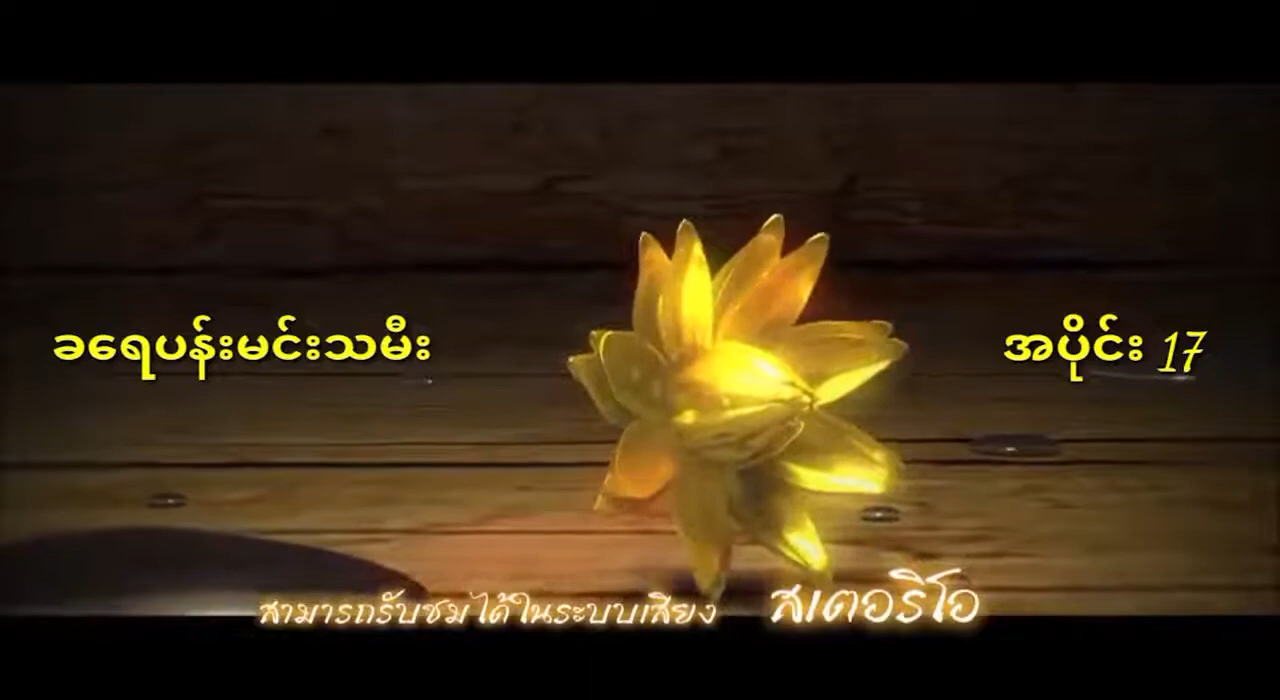 ခရေပန်းမင်းသမီး
အပိုင်း 17
สามารถรับชมได้ในระบบเสียง สเตอริโอ